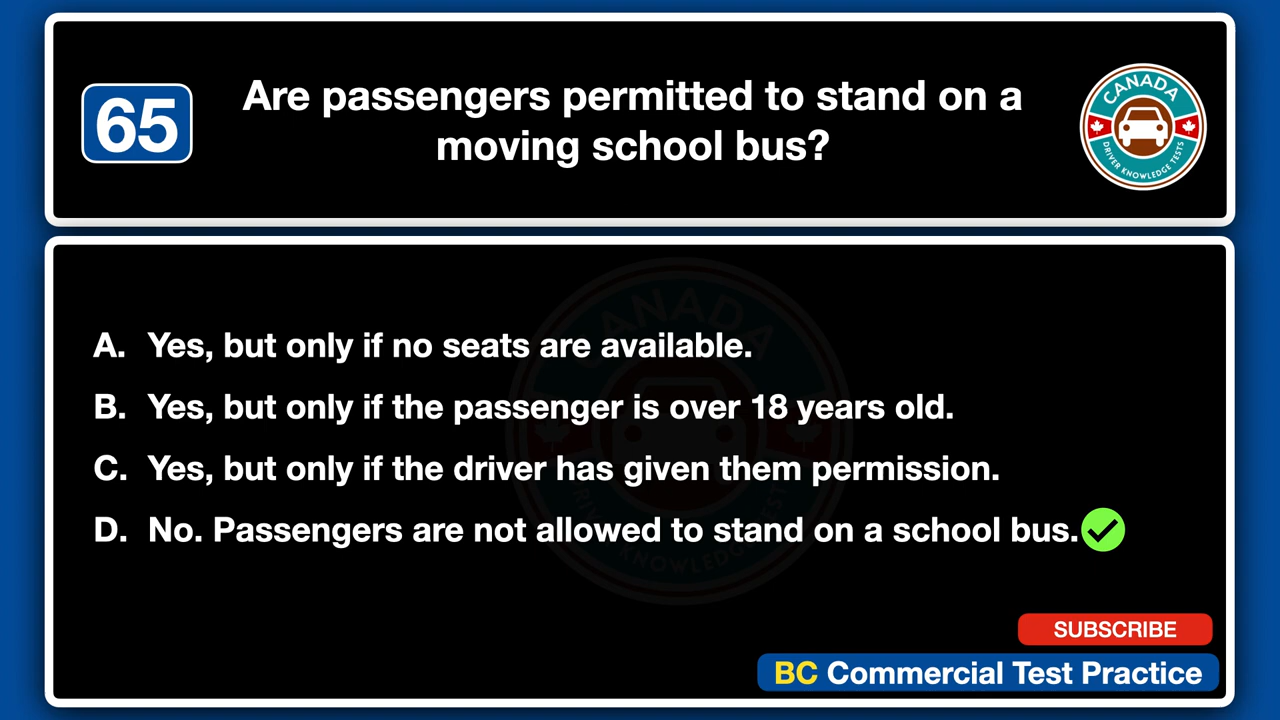 65
Are passengers permitted to stand on a
moving school bus?
CANADA
DRIVER KNOWLEDGE TESTS
A. Yes, but only if no seats are available.
B. Yes, but only if the passenger is over 18 years old.
C. Yes, but only if the driver has given them permission.
D. No. Passengers are not allowed to stand on a school bus.
SUBSCRIBE
BC Commercial Test Practice